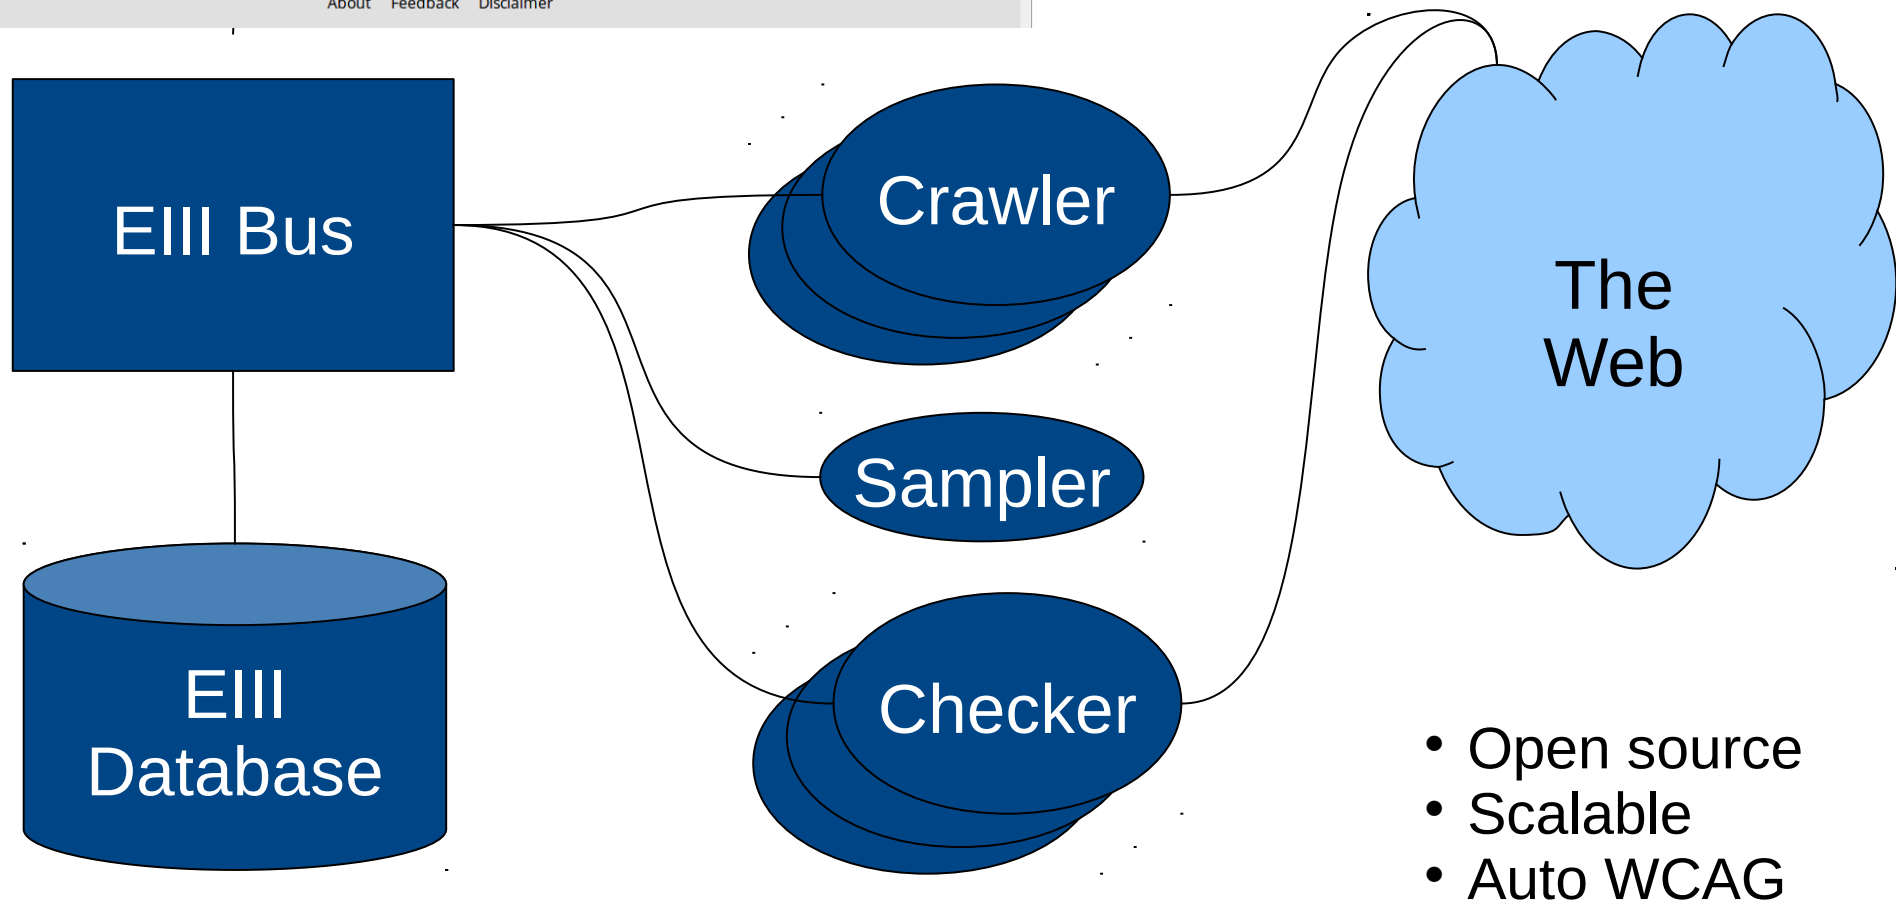 About Feedback Disclaimer
EIII Bus
Crawler
The
Web
Sampler
EIII
Database
Checker
• Open source
• Scalable
• Auto WCAG